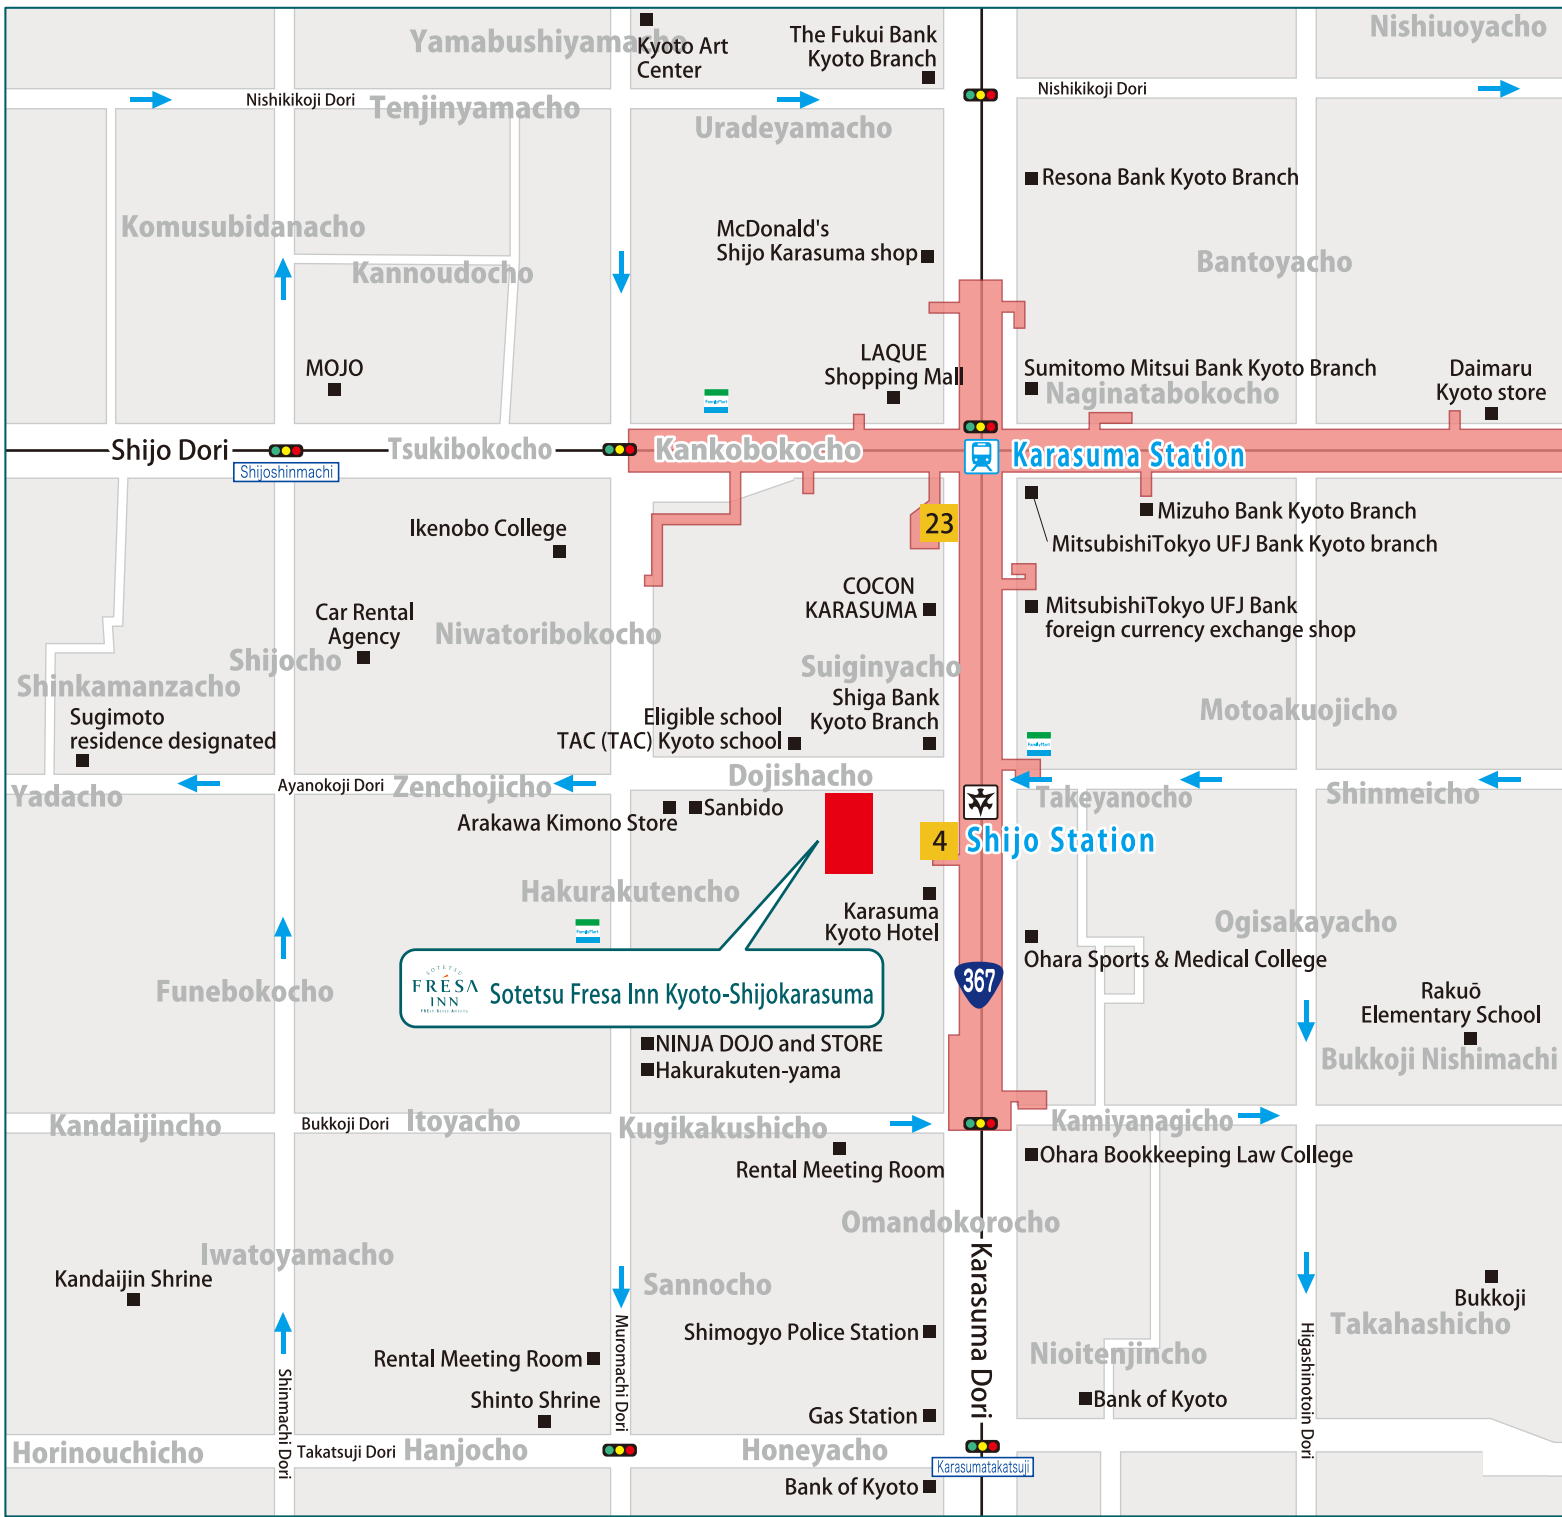 Yamabushiyamacho
Kyoto Art
Center
The Fukui Bank
Kyoto Branch
Nishiuoyacho
Nishikikoji Dori
Tenjinyamacho
Uradeyamacho
Nishikikoji Dori
Resona Bank Kyoto Branch
Komusubidanacho
McDonald's
Shijo Karasuma shop
Kannoudocho
Bantoyacho
MOJO
LAQUE
Shopping Mall
Sumitomo Mitsui Bank Kyoto Branch
Naginatabokocho
Daimaru
Kyoto store
FamilyMart
Shijo Dori
Shijoshinmachi
Tsukibokocho
Kankobokocho
Karasuma Station
Ikenobo College
23
Mizuho Bank Kyoto Branch
MitsubishiTokyo UFJ Bank Kyoto branch
COCON
KARASUMA
MitsubishiTokyo UFJ Bank
foreign currency exchange shop
Car Rental
Agency
Niwatoribokocho
Shijocho
Suiginyacho
Shinkamanzacho
Sugimoto
residence designated
Eligible school
TAC (TAC) Kyoto school
Shiga Bank
Kyoto Branch
Motoakuojicho
FamilyMart
Yadacho
Ayanokoji Dori
Zenchojicho
Dojishacho
Takeyanocho
Shinmeicho
Arakawa Kimono Store
Sanbido
4
Shijo Station
Hakurakutencho
Karasuma
Kyoto Hotel
FamilyMart
Ogisakayacho
Ohara Sports & Medical College
Funebokocho
SOTETSU
FRESA
INN
Sotetsu Fresa Inn Kyoto-Shijokarasuma
367
Rakuō
Elementary School
NINJA DOJO and STORE
Hakurakuten-yama
Bukkoji Nishimachi
Kandaijincho
Bukkoji Dori
Itoyacho
Kugikakushicho
Kamiyanagicho
Rental Meeting Room
Ohara Bookkeeping Law College
Omandokorocho
Iwatoyamacho
Kandaijin Shrine
Sannocho
Karasuma Dori
Bukkoji
Takahashicho
Shimogyo Police Station
Muromachi Dori
Higashinotoin Dori
Rental Meeting Room
Nioitenjincho
Shinmachi Dori
Shinto Shrine
Gas Station
Bank of Kyoto
Horinouchicho
Takatsuji Dori
Hanjocho
Honeyacho
Karasumatakatsuji
Bank of Kyoto